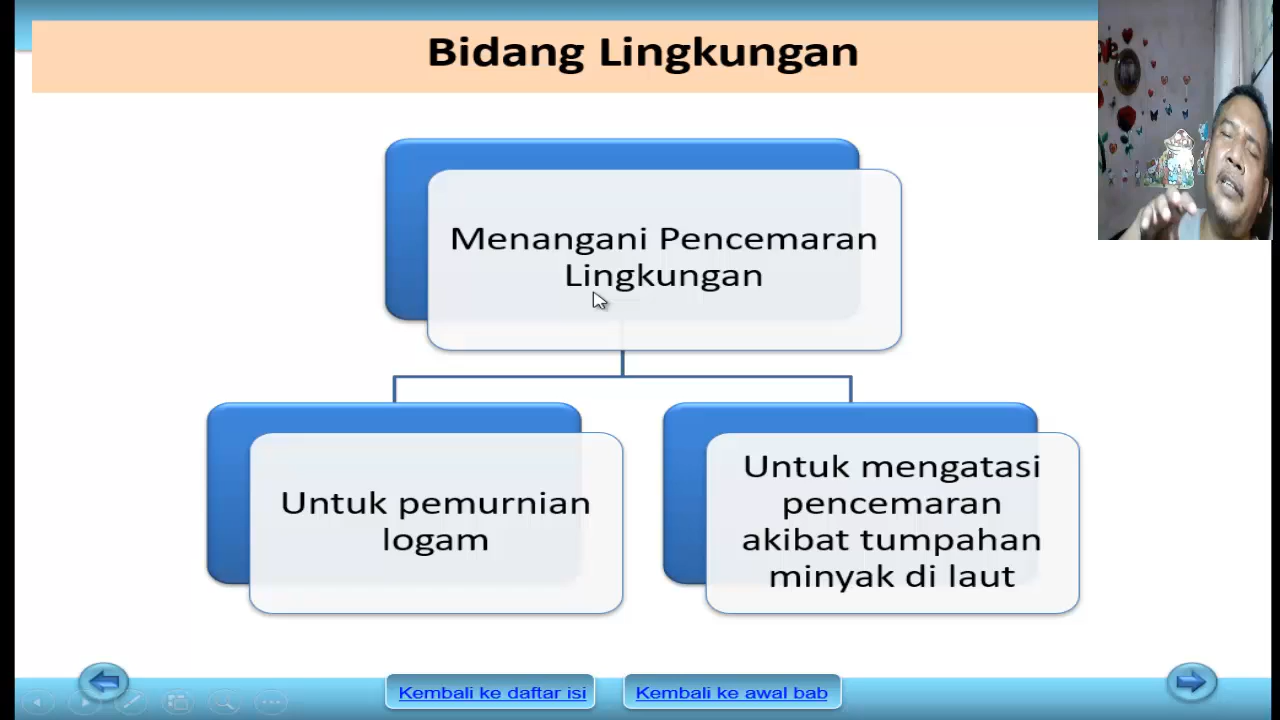 Bidang Lingkungan
Menangani Pencemaran
Lingkungan
Untuk pemurnian
logam
Untuk mengatasi
pencemaran
akibat tumpahan
minyak di laut
Kembali ke daftar isi
Kembali ke awal bab